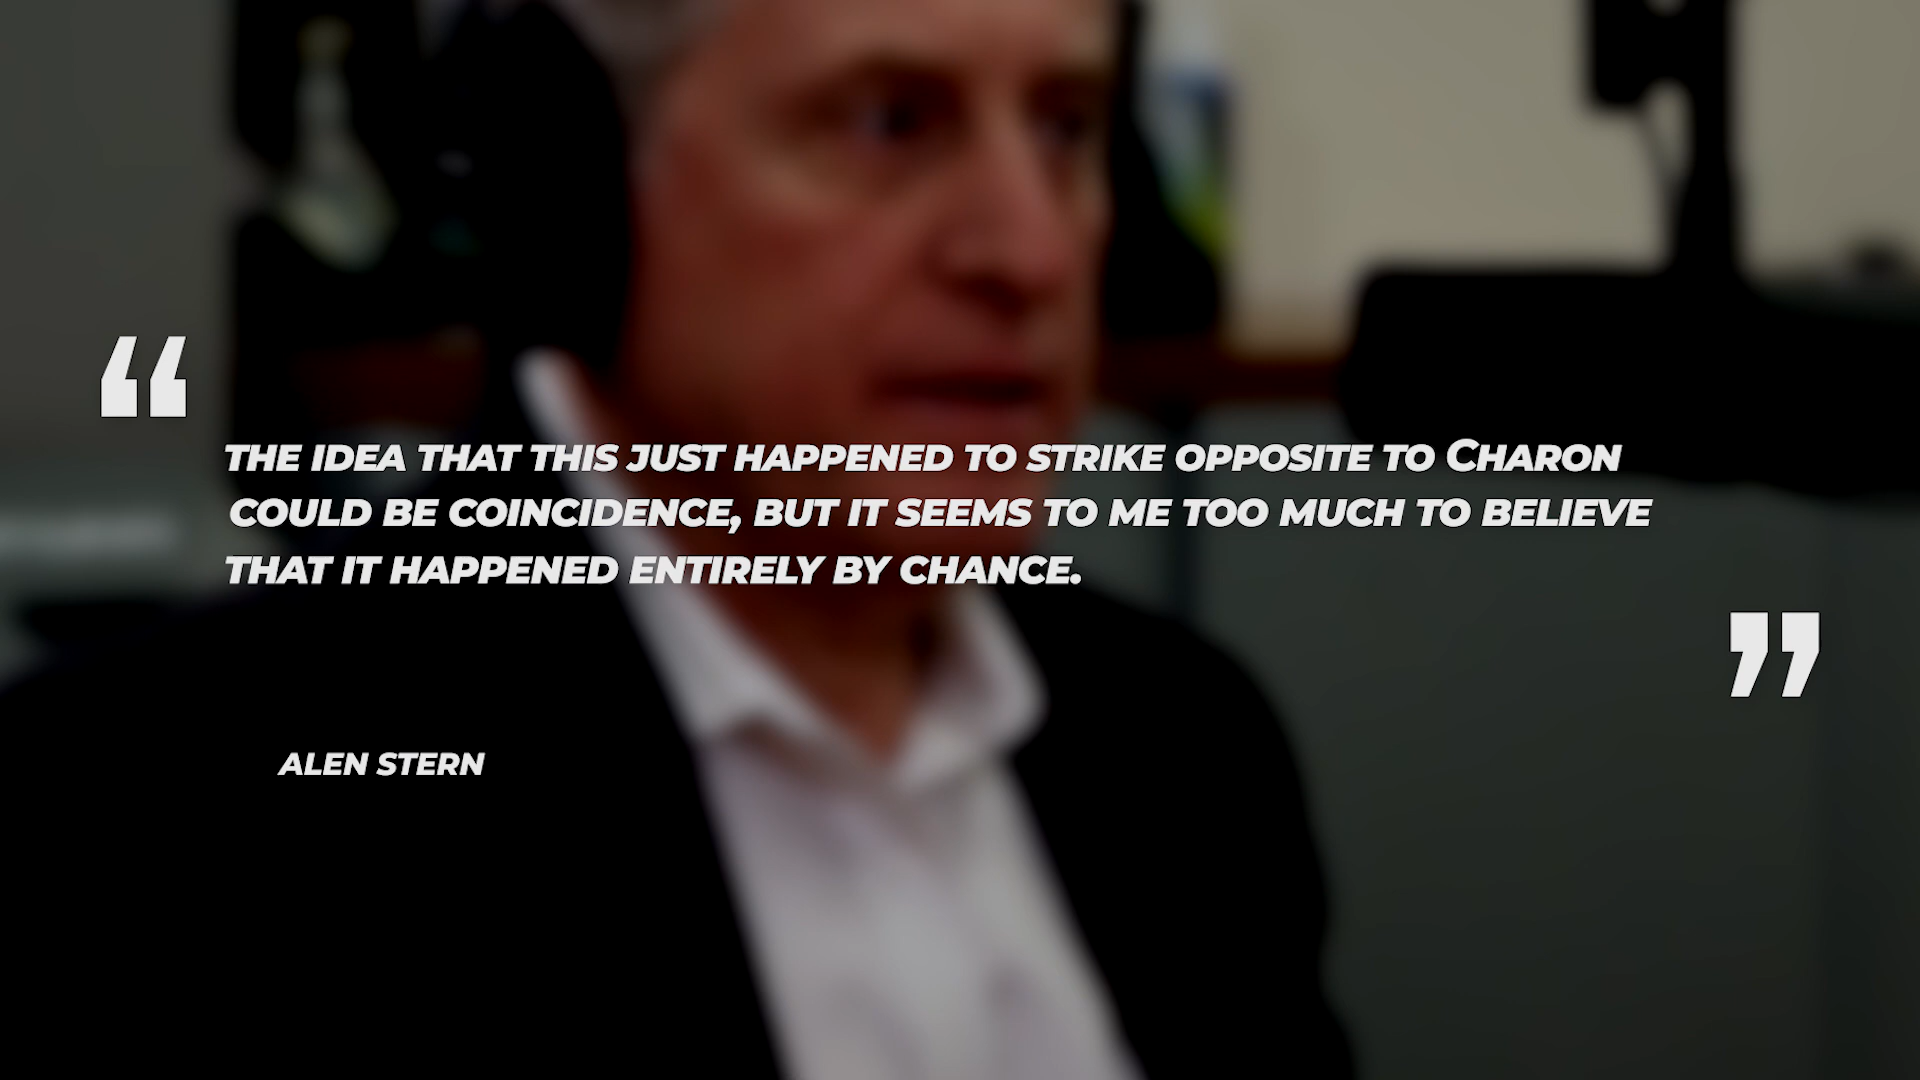 “
THE IDEA THAT THIS JUST HAPPENED TO STRIKE OPPOSITE TO CHARON
COULD BE COINCIDENCE, BUT IT SEEMS TO ME TOO MUCH TO BELIEVE
THAT IT HAPPENED ENTIRELY BY CHANCE.
”
ALEN STERN